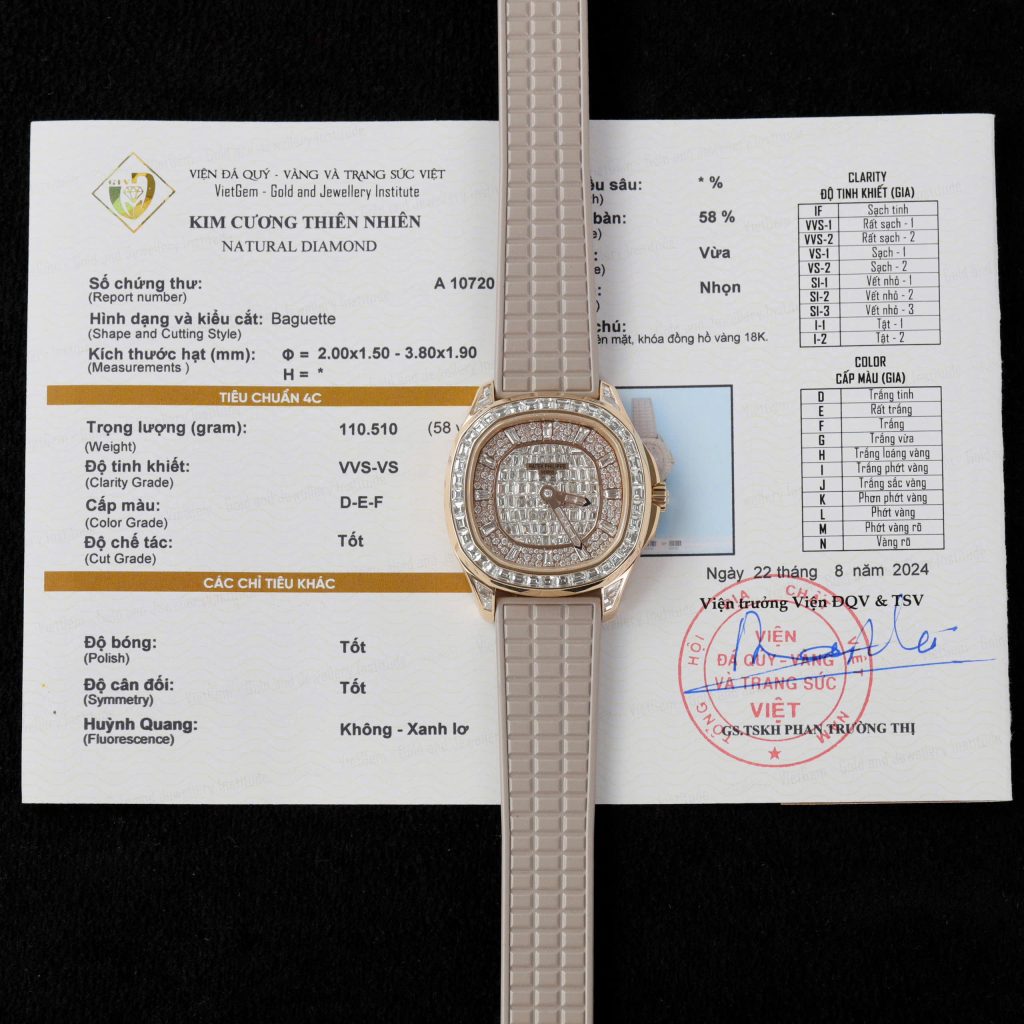 VIỆN ĐÁ QUÝ - VÀNG VÀ TRANG SỨC VIỆT
VietGem - Gold and Jewellery Institute
KIM CƯƠNG THIÊN NHIÊN
NATURAL DIAMOND
Số chứng thư: A 10720
(Report number)
Hình dạng và kiểu cắt: Baguette
(Shape and Cutting Style)
Kích thước hạt (mm): Φ = 2.00x1.50 - 3.80x1.90
(Measurements )
H = *
TIÊU CHUẨN 4C
Trọng lượng (gram): 110.510 (58
(Weight)
Độ tinh khiết: VVS-VS
(Clarity Grade)
Cấp màu: D-E-F
(Color Grade)
Độ chế tác: Tốt
(Cut Grade)
CÁC CHỈ TIÊU KHÁC
Độ bóng: Tốt
(Polish)
Độ cân đối: Tốt
(Symmetry)
Huỳnh Quang: Không - Xanh lơ
(Fluorescence)
PATEK PHILIPPE
sâu: * %
bàn: 58 %
Vừa
Nhọn
chú:
mặt, khóa đồng hồ vàng 18K.
CLARITY
ĐỘ TINH KHIẾT (GIA)
IF Sạch tinh
VVS-1 Rất sạch - 1
VVS-2 Rất sạch - 2
VS-1 Sạch - 1
VS-2 Sạch - 2
SI-1 Vết nhỏ - 1
SI-2 Vết nhỏ - 2
SI-3 Vết nhỏ - 3
I-1 Tật - 1
I-2 Tật - 2
COLOR
CẤP MÀU (GIA)
D Trắng tinh
E Rất trắng
F Trắng
G Trắng vừa
H Trắng loáng vàng
I Trắng phớt vàng
J Trắng sắc vàng
K Phơn phớt vàng
L Phớt vàng
M Phớt vàng rõ
N Vàng rõ
Ngày 22 tháng 8 năm 2024
Viện trưởng Viện ĐQV & TSV
VIỆN
ĐÁ QUÝ - VÀNG
VÀ TRANG SỨC
VIỆT
GS.TSKH PHAN TRƯỜNG THỊ